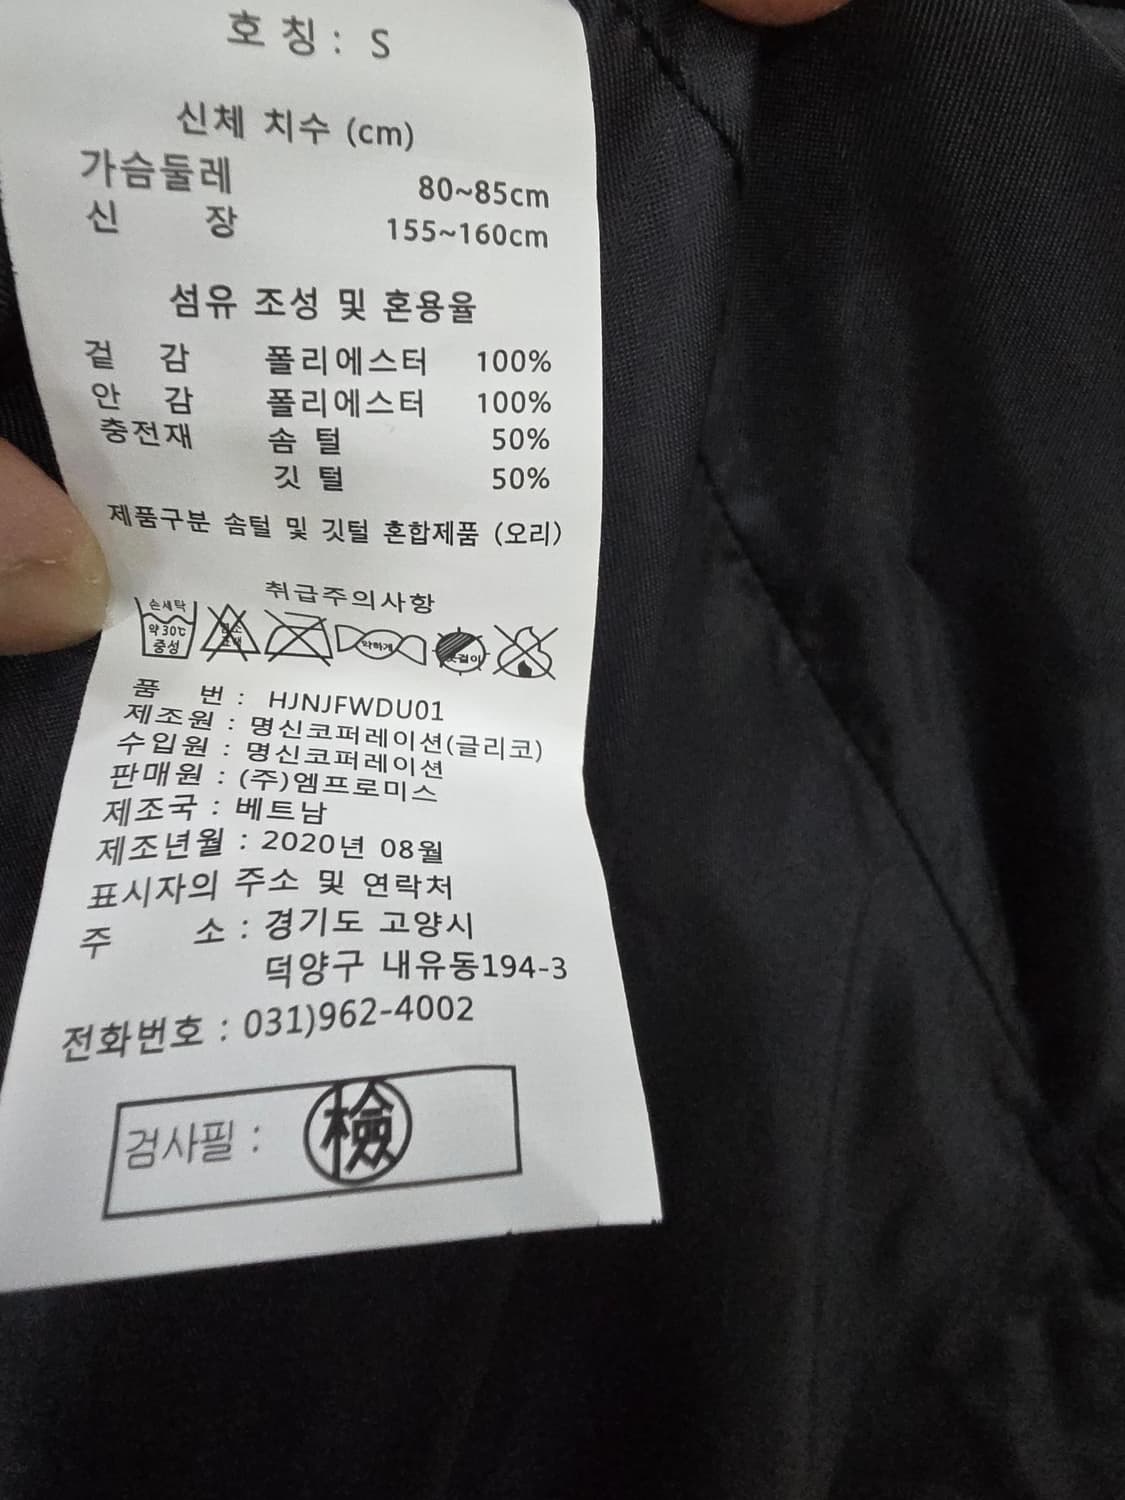 호 칭 : S
신체 치수 (cm)
가슴둘레 80~85cm
신 장 155~160cm
섬유 조성 및 혼용율
겉 감 폴리에스터 100%
안 감 폴리에스터 100%
충전재 솜 털 50%
깃 털 50%
제품구분 솜털 및 깃털 혼합제품 (오리)
취급주의사항
손세탁
약30℃
중성
약하게
품 번 : HJNJFWDU01
제조원 : 명신코퍼레이션(글리코)
수입원 : 명신코퍼레이션
판매원 : (주)엠프로미스
제조국 : 베트남
제조년월 : 2020년 08월
표시자의 주소 및 연락처
주 소 : 경기도 고양시
덕양구 내유동194-3
전화번호 : 031)962-4002
검사필 : 檢